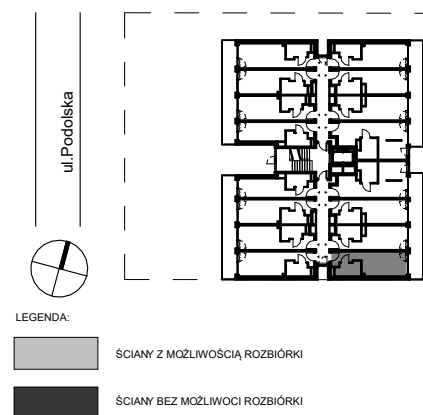 ul.Podolska
LEGENDA:
ŚCIANY Z MOŻLIWOŚCIĄ ROZBIÓRKI
ŚCIANY BEZ MOŻLIWOCI ROZBIÓRKI